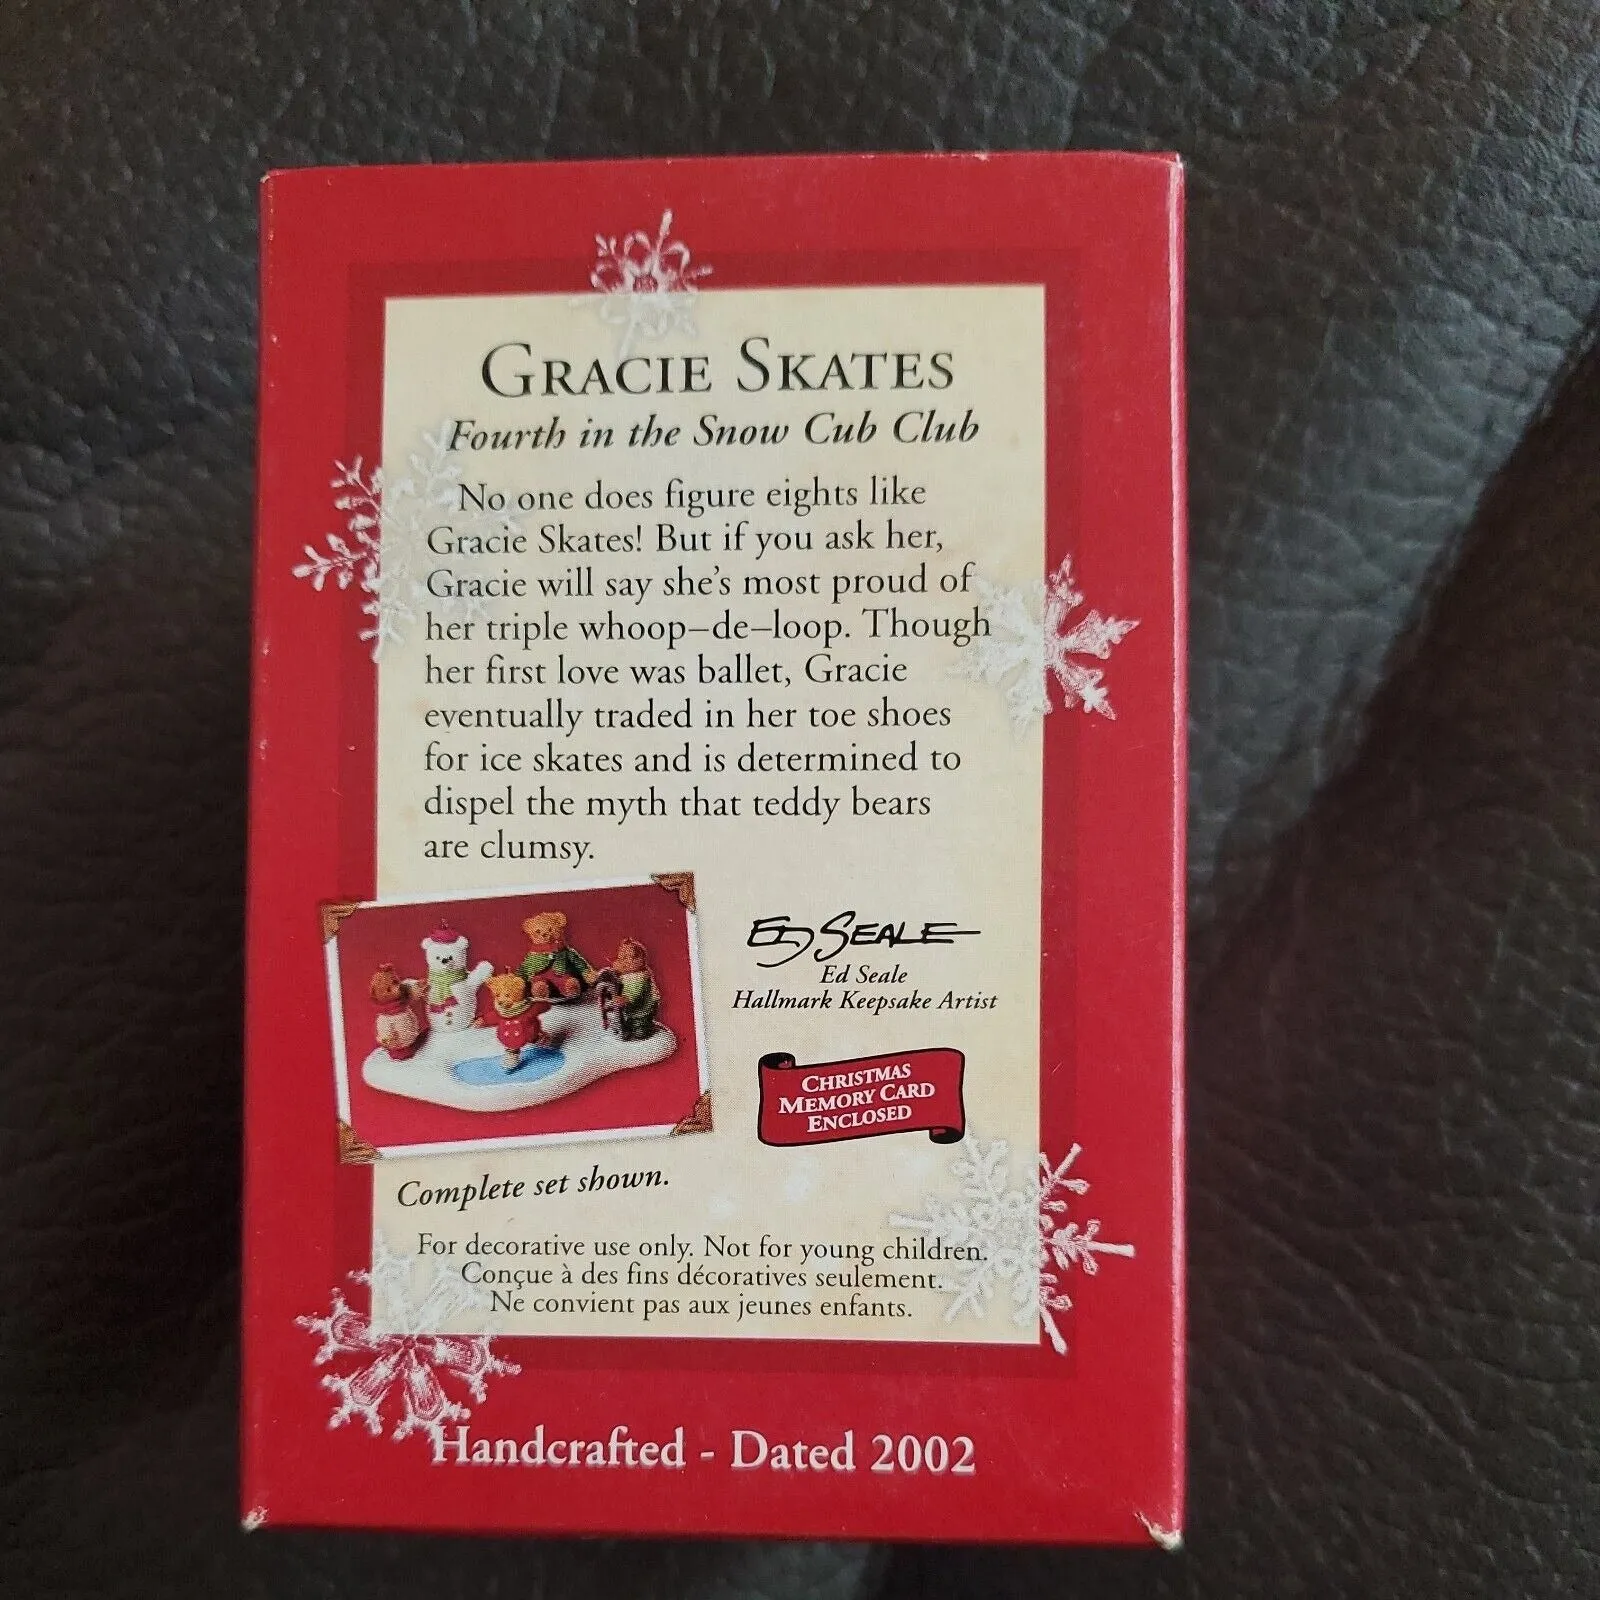 GRACIE SKATES
Fourth in the Snow Cub Club
No one does figure eights like
Gracie Skates! But if you ask her,
Gracie will say she's most proud of
her triple whoop–de–loop. Though
her first love was ballet, Gracie
eventually traded in her toe shoes
for ice skates and is determined to
dispel the myth that teddy bears
are clumsy.
ED SEALE
Ed Seale
Hallmark Keepsake Artist
CHRISTMAS
MEMORY CARD
ENCLOSED
Complete set shown.
For decorative use only. Not for young children.
Conçue à des fins décoratives seulement.
Ne convient pas aux jeunes enfants.
Handcrafted - Dated 2002